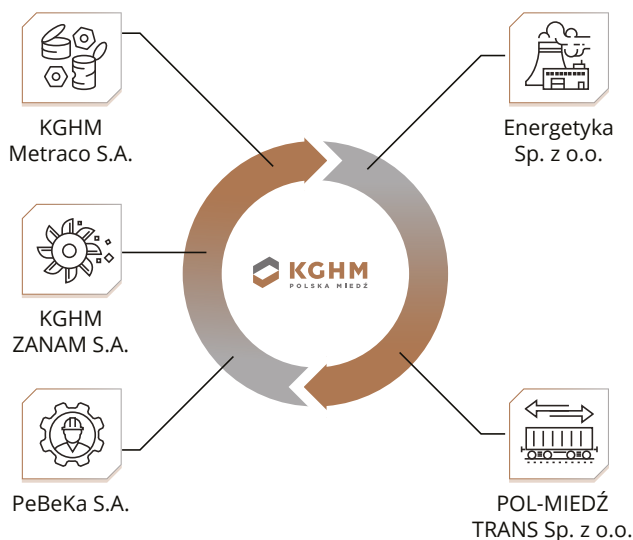 KGHM
Metraco S.A.
Energetyka
Sp. z o.o.
KGHM
POLSKA MIEDŹ
KGHM
ZANAM S.A.
PeBeKa S.A.
POL-MIEDŹ
TRANS Sp. z o.o.